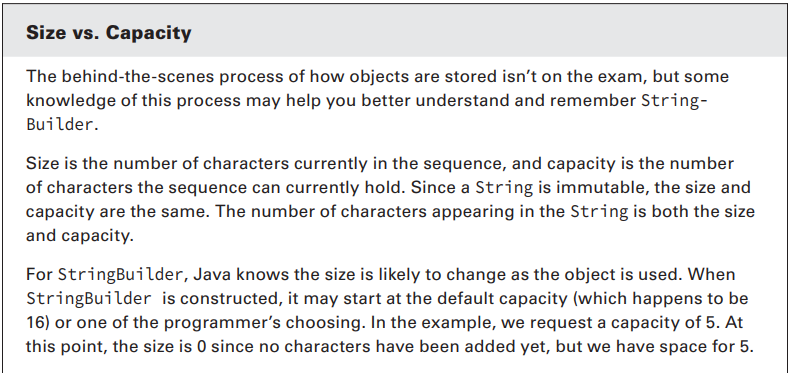 Size vs. Capacity
The behind-the-scenes process of how objects are stored isn’t on the exam, but some
knowledge of this process may help you better understand and remember String-
Builder.
Size is the number of characters currently in the sequence, and capacity is the number
of characters the sequence can currently hold. Since a String is immutable, the size and
capacity are the same. The number of characters appearing in the String is both the size
and capacity.
For StringBuilder, Java knows the size is likely to change as the object is used. When
StringBuilder is constructed, it may start at the default capacity (which happens to be
16) or one of the programmer’s choosing. In the example, we request a capacity of 5. At
this point, the size is 0 since no characters have been added yet, but we have space for 5.